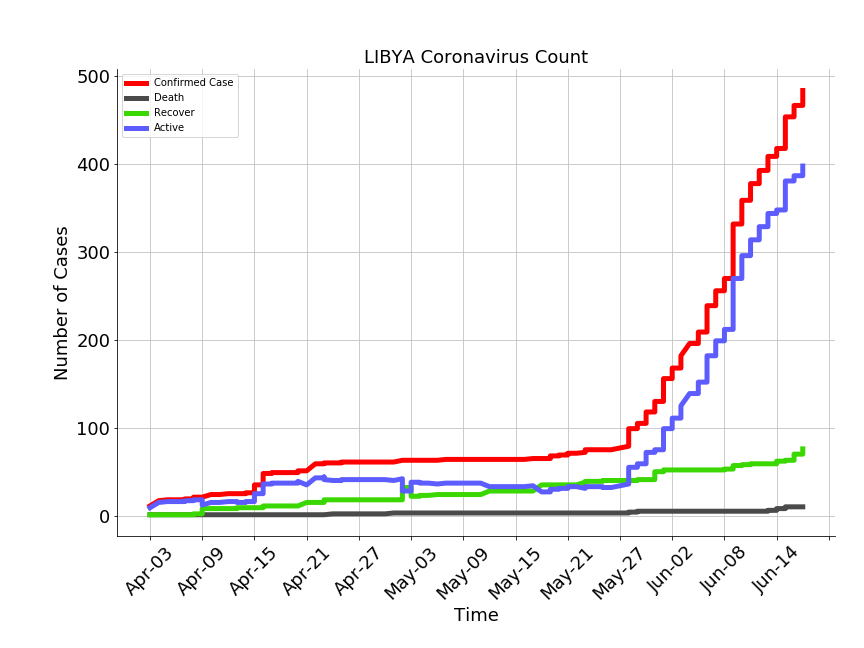 LIBYA Coronavirus Count
Confirmed Case
Death
Recover
Active
Number of Cases
500
400
300
200
100
0
Apr-03
Apr-09
Apr-15
Apr-21
Apr-27
May-03
May-09
May-15
May-21
May-27
Jun-02
Jun-08
Jun-14
Time